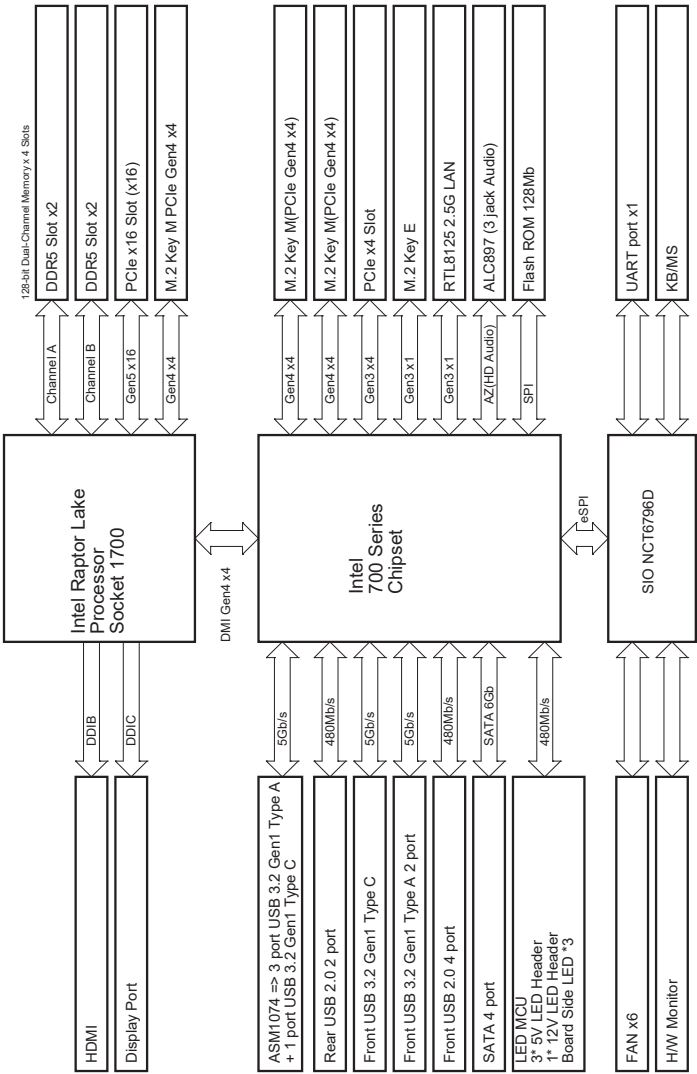 128-bit Dual-Channel Memory x 4 Slots
DDR5 Slot x2
DDR5 Slot x2
PCIe x16 Slot (x16)
M.2 Key M PCIe Gen4 x4
Channel A
Channel B
Gen5 x16
Gen4 x4
Intel Raptor Lake
Processor
Socket 1700
DDIB
DDIC
HDMI
Display Port
DMI Gen4 x4
M.2 Key M(PCIe Gen4 x4)
M.2 Key M(PCIe Gen4 x4)
PCIe x4 Slot
M.2 Key E
RTL8125 2.5G LAN
ALC897 (3 jack Audio)
Flash ROM 128Mb
Gen4 x4
Gen4 x4
Gen3 x4
Gen3 x1
Gen3 x1
AZ(HD Audio)
SPI
Intel
700 Series
Chipset
5Gb/s
480Mb/s
5Gb/s
5Gb/s
480Mb/s
SATA 6Gb
480Mb/s
ASM1074 => 3 port USB 3.2 Gen1 Type A
+ 1 port USB 3.2 Gen1 Type C
Rear USB 2.0 2 port
Front USB 3.2 Gen1 Type C
Front USB 3.2 Gen1 Type A 2 port
Front USB 2.0 4 port
SATA 4 port
LED MCU
3* 5V LED Header
1* 12V LED Header
Board Side LED *3
eSPI
UART port x1
KB/MS
SIO NCT6796D
FAN x6
H/W Monitor